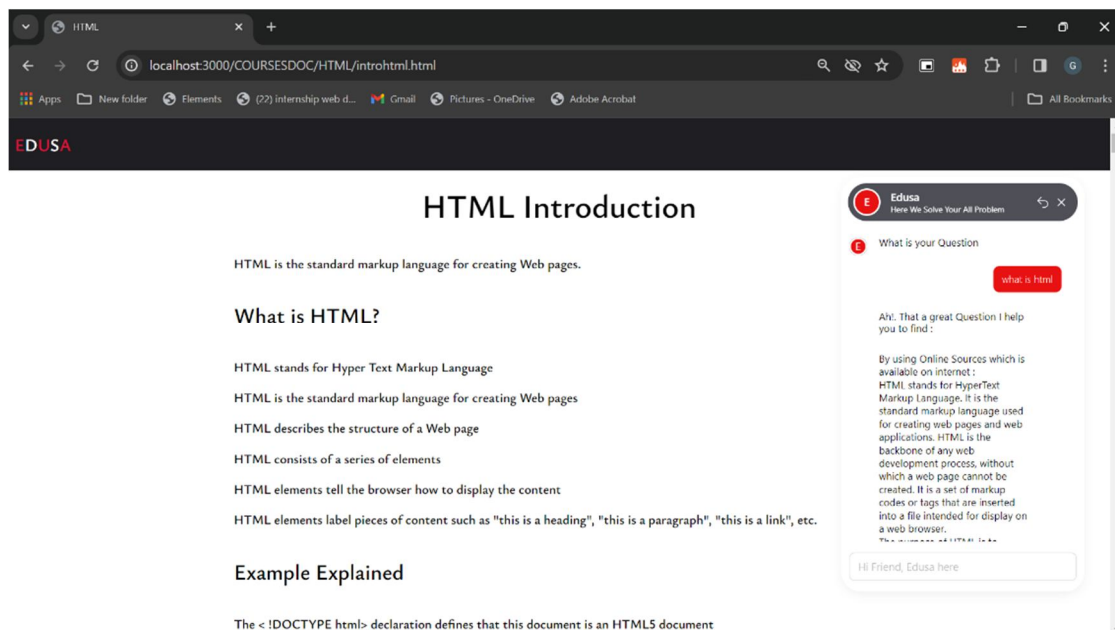 HTML
localhost:3000/COURSESDOC/HTML/introhtml.html
G
Apps
New folder
Elements
(22) internship web d...
Gmail
Pictures - OneDrive
Adobe Acrobat
All Bookmarks
EDUSA
HTML Introduction
HTML is the standard markup language for creating Web pages.
What is HTML?
HTML stands for Hyper Text Markup Language
HTML is the standard markup language for creating Web pages
HTML describes the structure of a Web page
HTML consists of a series of elements
HTML elements tell the browser how to display the content
HTML elements label pieces of content such as "this is a heading", "this is a paragraph", "this is a link", etc.
Example Explained
The < !DOCTYPE html> declaration defines that this document is an HTML5 document
E
Edusa
Here We Solve Your All Problem
E
What is your Question
what is html
Ah!. That a great Question I help
you to find :
By using Online Sources which is
available on internet :
HTML stands for HyperText
Markup Language. It is the
standard markup language used
for creating web pages and web
applications. HTML is the
backbone of any web
development process, without
which a web page cannot be
created. It is a set of markup
codes or tags that are inserted
into a file intended for display on
a web browser.
The purpose of HTML is to
Hi Friend, Edusa here